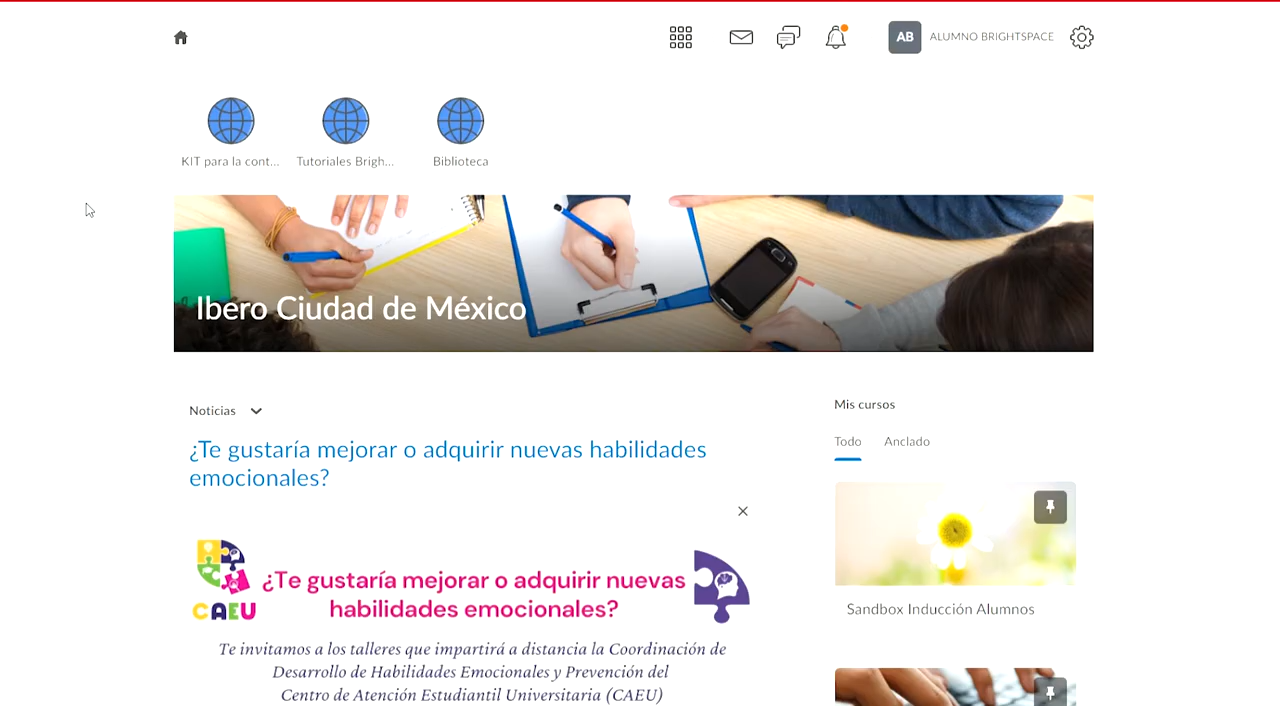 AB ALUMNO BRIGHTSPACE
KIT para la cont...
Tutoriales Brigh...
Biblioteca
Ibero Ciudad de México
Noticias
¿Te gustaría mejorar o adquirir nuevas habilidades
emocionales?
CAEU
¿Te gustaría mejorar o adquirir nuevas
habilidades emocionales?
Te invitamos a los talleres que impartirá a distancia la Coordinación de
Desarrollo de Habilidades Emocionales y Prevención del
Centro de Atención Estudiantil Universitaria (CAEU)
Mis cursos
Todo Anclado
Sandbox Inducción Alumnos